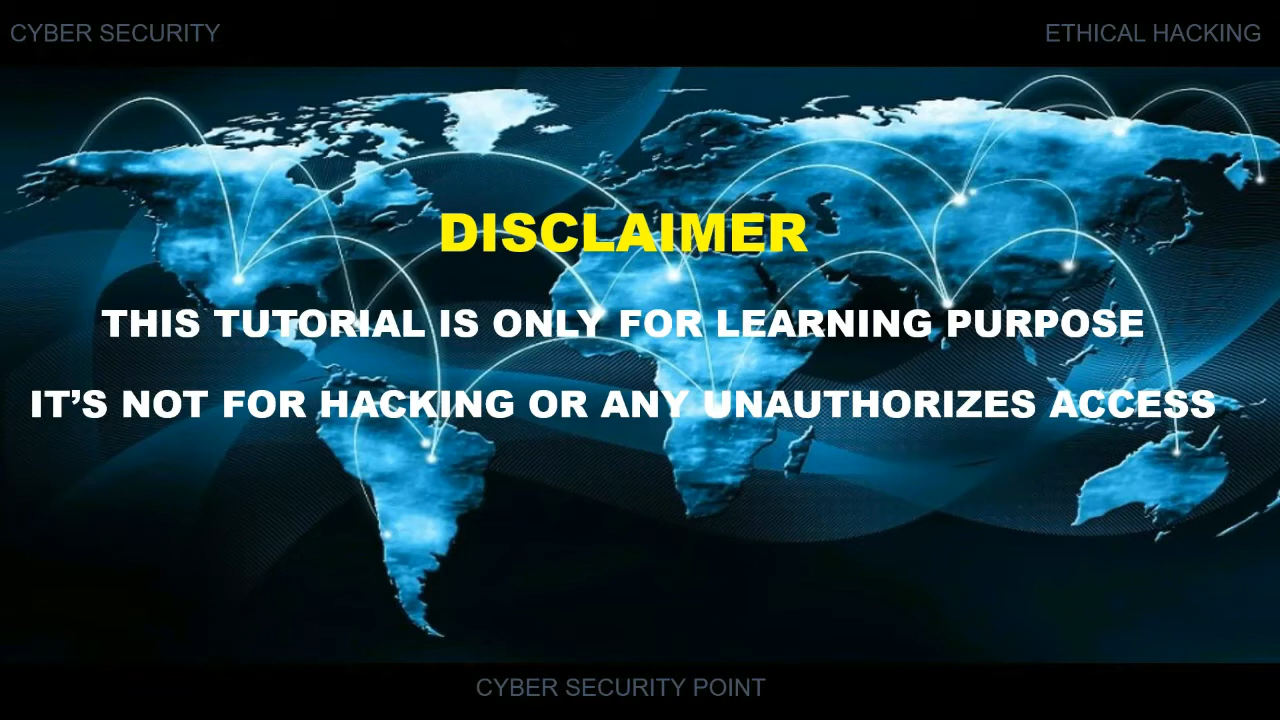 CYBER SECURITY
ETHICAL HACKING
DISCLAIMER
THIS TUTORIAL IS ONLY FOR LEARNING PURPOSE
IT’S NOT FOR HACKING OR ANY UNAUTHORIZES ACCESS
CYBER SECURITY POINT